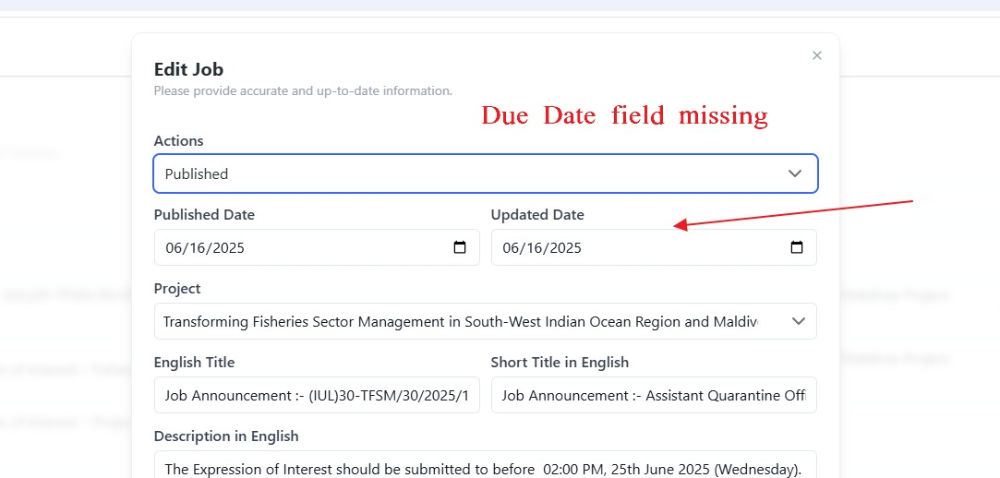 Edit Job
Please provide accurate and up-to-date information.
Due Date field missing
Actions
Published
Published Date
Updated Date
06/16/2025
06/16/2025
Project
Transforming Fisheries Sector Management in South-West Indian Ocean Region and Maldiv
English Title
Short Title in English
Job Announcement :- (IUL)30-TFSM/30/2025/1
Job Announcement :- Assistant Quarantine Offi
Description in English
The Expression of Interest should be submitted to before 02:00 PM, 25th June 2025 (Wednesday).